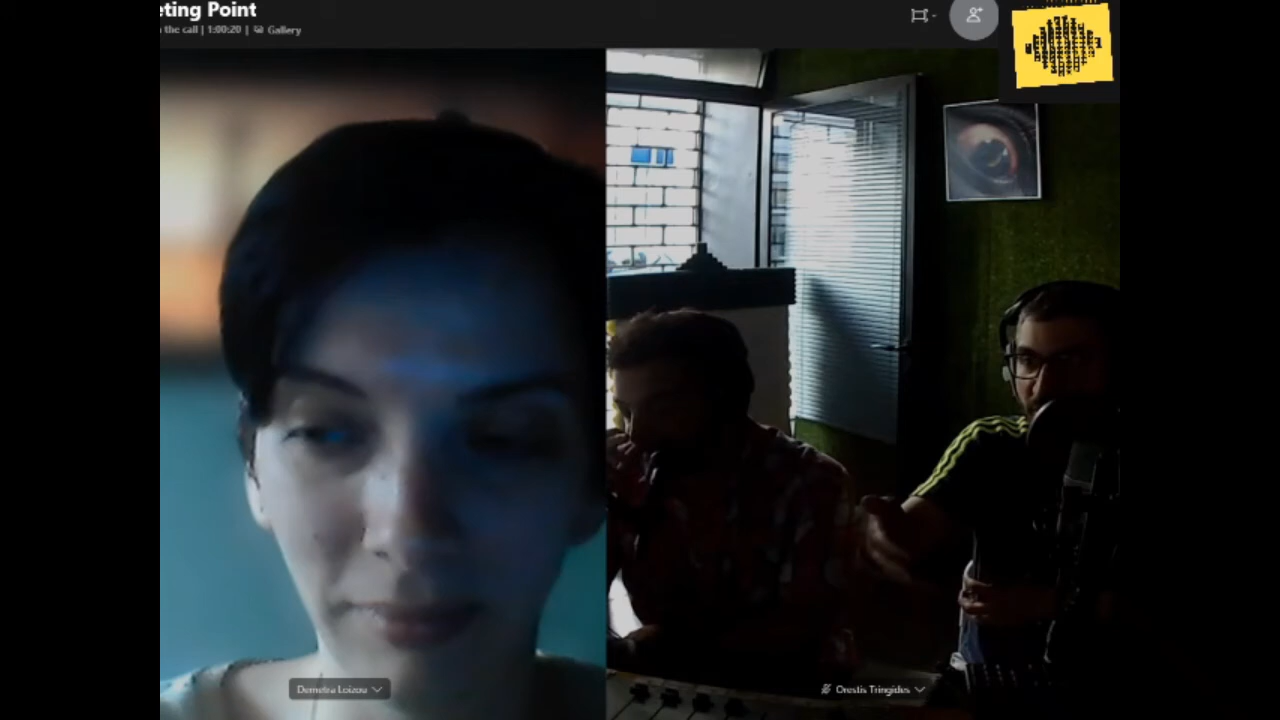 eting Point
the call | 1:00:20 | Gallery
Demetra Loizou
Orestis Tringides